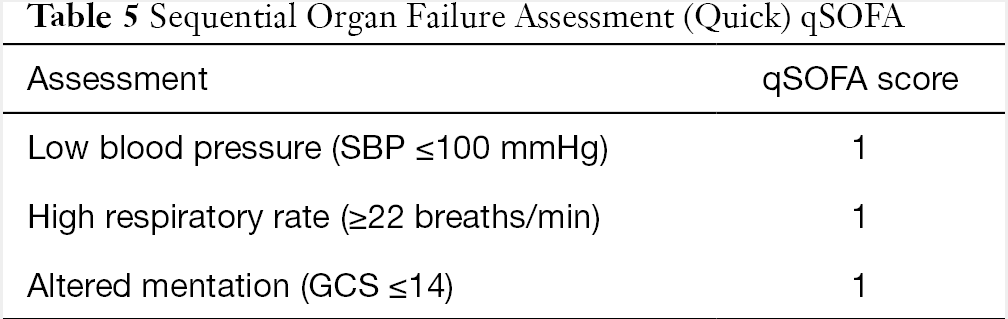 Table 5 Sequential Organ Failure Assessment (Quick) qSOFA
Assessment qSOFA score
Low blood pressure (SBP ≤100 mmHg) 1
High respiratory rate (≥22 breaths/min) 1
Altered mentation (GCS ≤14) 1